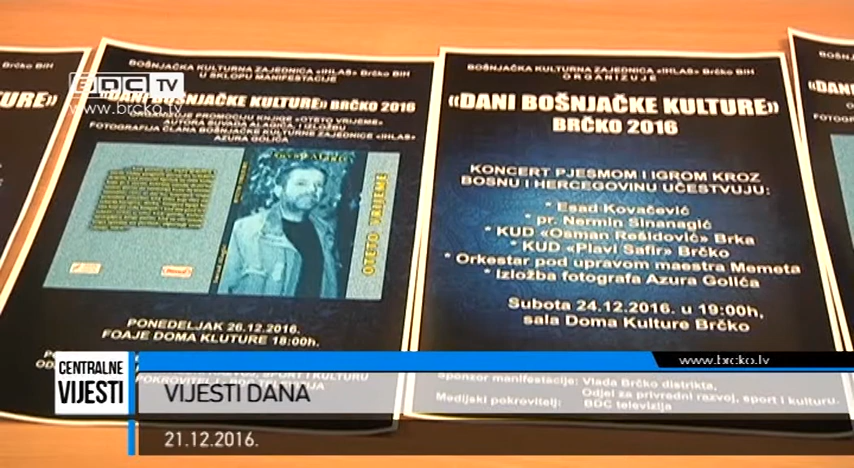 BDC TV
www.brcko.tv
BOŠNJAČKA KULTURNA ZAJEDNICA «IHLAS» Brčko BiH
U SKLOPU MANIFESTACIJE
«DANI BOŠNJAČKE KULTURE» BRČKO 2016
ORGANIZUJE PROMOCIJU KNJIGE «OTETO VRIJEME»
AUTORA SUVADA ALAGIĆA I IZLOŽBU
FOTOGRAFIJA ČLANA BOŠNJAČKE KULTURNE ZAJEDNICE «IHLAS»
AZURA GOLIĆA
OTETO VRIJEME
PONEDELJAK 26.12.2016.
FOAJE DOMA KLUTURE 18:00h.
BOŠNJAČKA KULTURNA ZAJEDNICA «IHLAS» Brčko BiH
ORGANIZUJE
«DANI BOŠNJAČKE KULTURE»
BRČKO 2016
KONCERT PJESMOM I IGROM KROZ
BOSNU I HERCEGOVINU UČESTVUJU:
* Esad Kovačević
* pr. Nermin Sinanagić
* KUD «Osman Rešidović» Brka
* KUD «Plavi Safir» Brčko
* Orkestar pod upravom maestra Memeta
* Izložba fotografa Azura Golića
Subota 24.12.2016. u 19:00h,
sala Doma Kulture Brčko
Sponzor manifestacije: Vlada Brčko distrikta,
Odjel za privredni razvoj, sport i kulturu.
Medijski pokrovitelj: BDC televizija
www.brcko.tv
CENTRALNE
VIJESTI
VIJESTI DANA
21.12.2016.